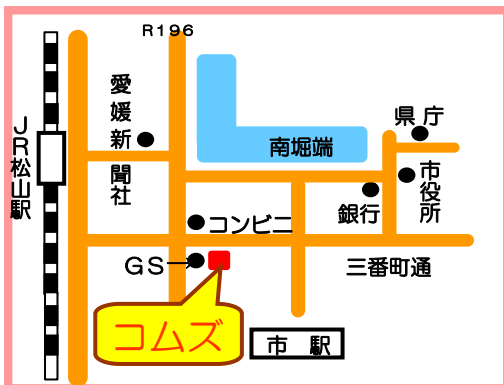 R196
愛媛新聞社
JR松山駅
南堀端
県庁
市役所
銀行
コンビニ
GS
三番町通
コムズ
市 駅